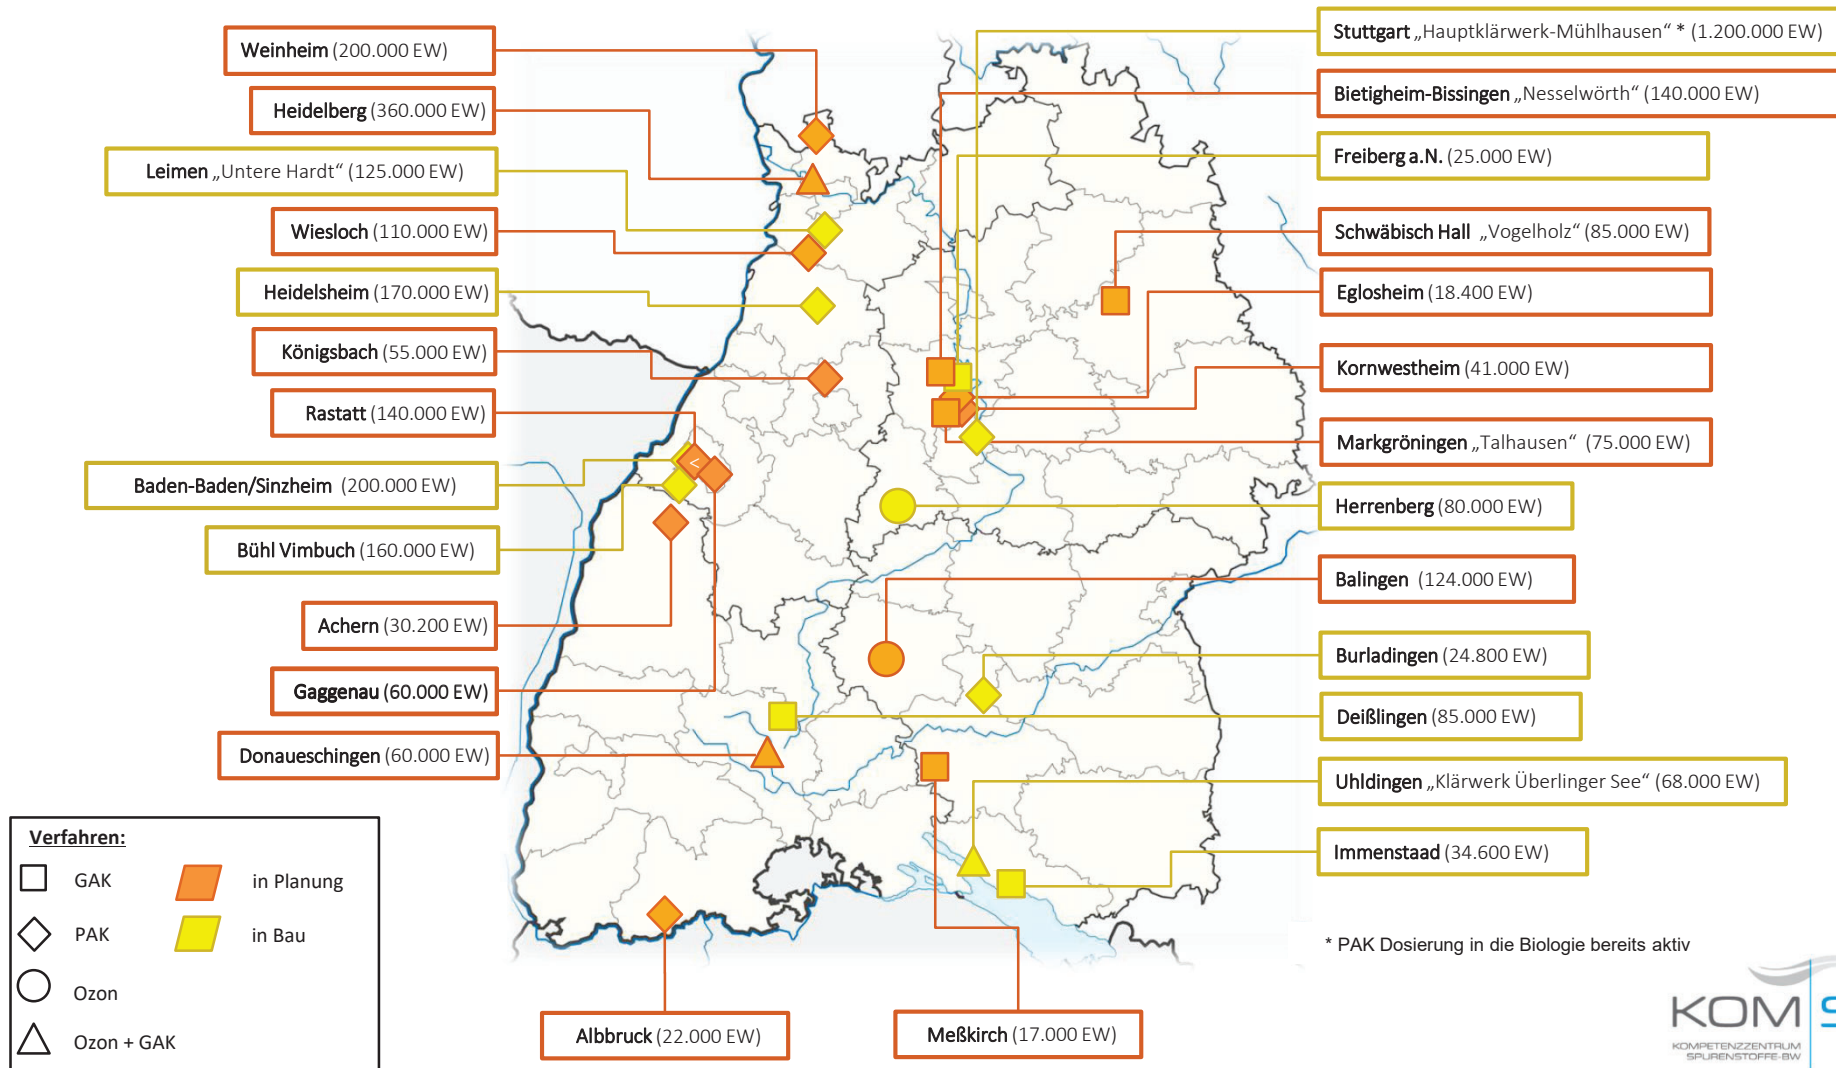 Weinheim (200.000 EW)
Heidelberg (360.000 EW)
Leimen „Untere Hardt“ (125.000 EW)
Wiesloch (110.000 EW)
Heidelsheim (170.000 EW)
Königsbach (55.000 EW)
Rastatt (140.000 EW)
Baden-Baden/Sinzheim (200.000 EW)
Bühl Vimbuch (160.000 EW)
Achern (30.200 EW)
Gaggenau (60.000 EW)
Donaueschingen (60.000 EW)
<
Stuttgart „Hauptklärwerk-Mühlhausen“ * (1.200.000 EW)
Bietigheim-Bissingen „Nesselwörth“ (140.000 EW)
Freiberg a.N. (25.000 EW)
Schwäbisch Hall „Vogelholz“ (85.000 EW)
Eglosheim (18.400 EW)
Kornwestheim (41.000 EW)
Markgröningen „Talhausen“ (75.000 EW)
Herrenberg (80.000 EW)
Balingen (124.000 EW)
Burladingen (24.800 EW)
Deißlingen (85.000 EW)
Uhldingen „Klärwerk Überlinger See“ (68.000 EW)
Immenstaad (34.600 EW)
Verfahren:
GAK
in Planung
PAK
in Bau
Ozon
Ozon + GAK
Albbruck (22.000 EW)
Meßkirch (17.000 EW)
* PAK Dosierung in die Biologie bereits aktiv
KOM S
KOMPETENZZENTRUM
SPURENSTOFFE-BW